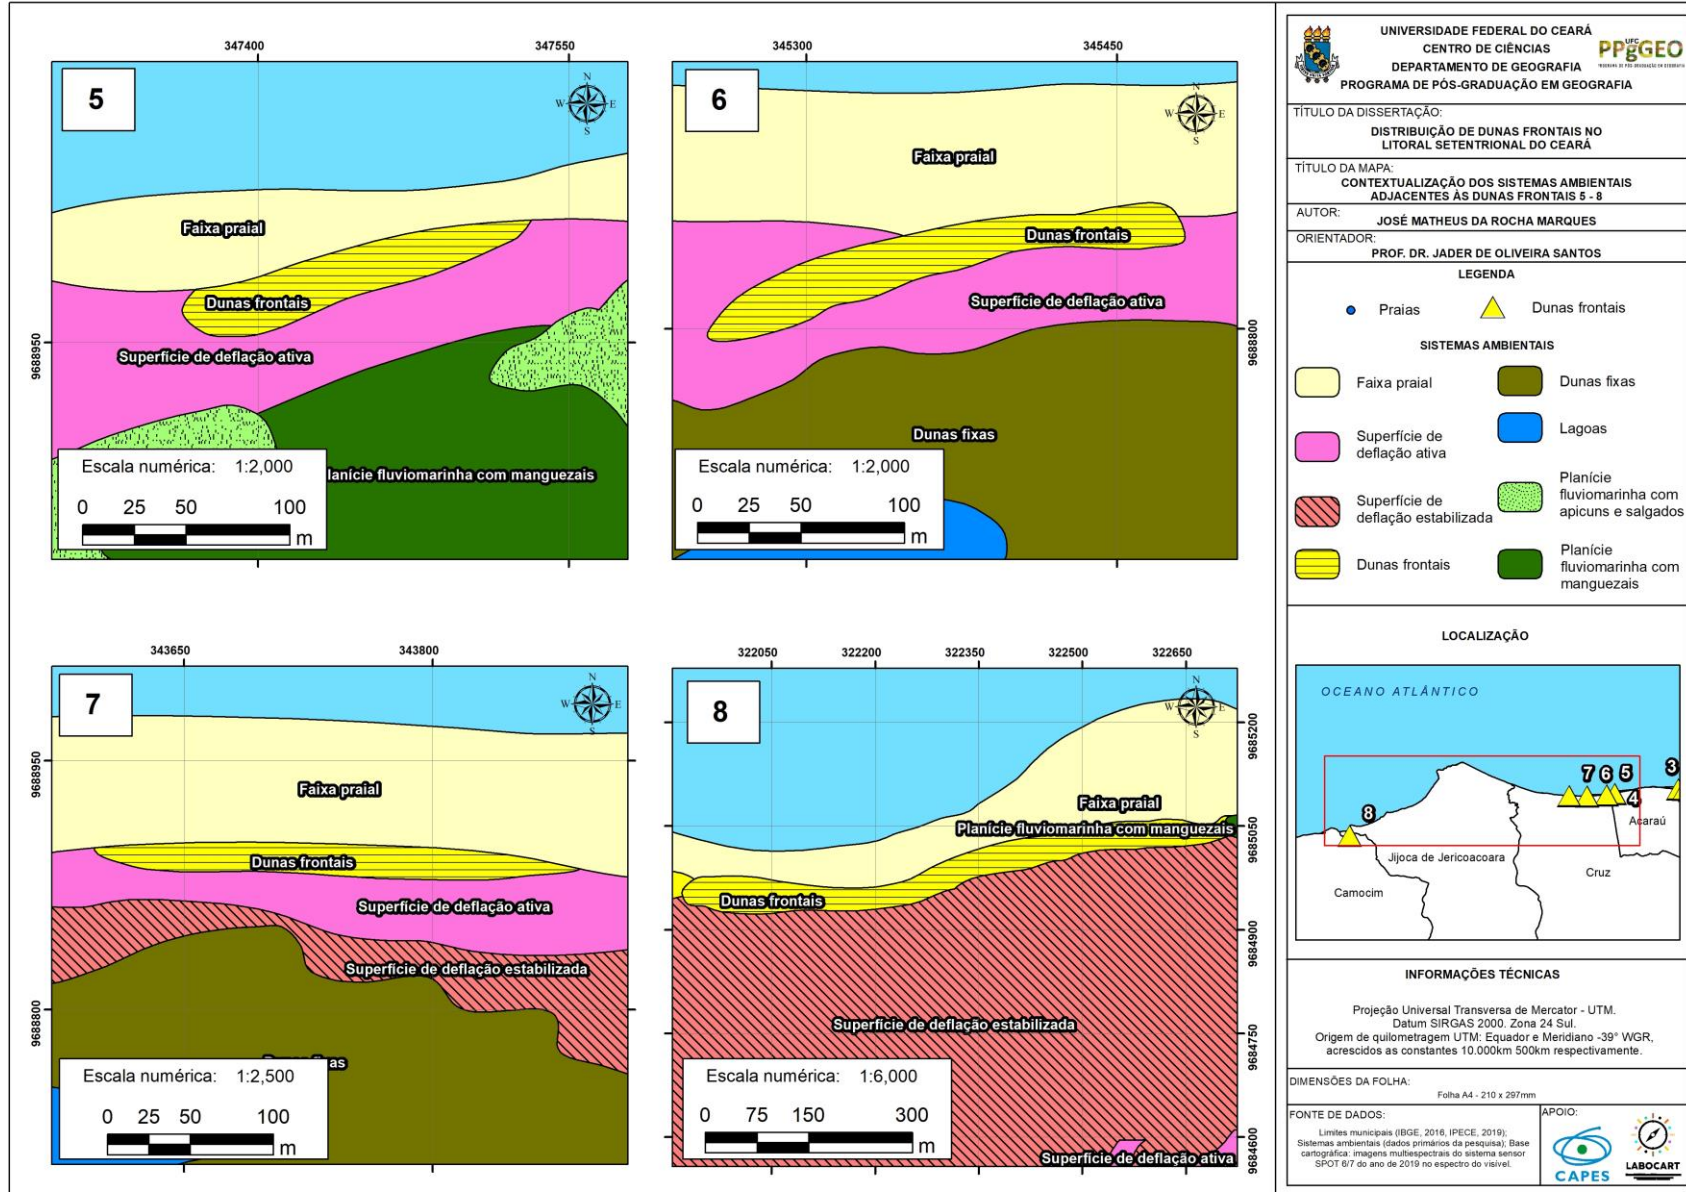 347400
347550
5
N
W
E
S
Faixa praial
Dunas frontais
Superfície de deflação ativa
9688950
Escala numérica: 1:2,000
lanície fluviomarinha com manguezais
0 25 50 100
m
345300
345450
6
N
W
E
S
Faixa praial
Dunas frontais
Superfície de deflação ativa
9688800
Dunas fixas
Escala numérica: 1:2,000
0 25 50 100
m
343650
343800
7
N
W
E
S
9688950
Faixa praial
Dunas frontais
Superfície de deflação ativa
Superfície de deflação estabilizada
9688800
as
Escala numérica: 1:2,500
0 25 50 100
m
322050
322200
322350
322500
322650
8
N
W
E
S
9685200
Faixa praial
Planície fluviomarinha com manguezais
9685050
Dunas frontais
9684900
Superfície de deflação estabilizada
9684750
Escala numérica: 1:6,000
0 75 150 300
m
9684600
Superfície de deflação ativa
UNIVERSIDADE FEDERAL DO CEARÁ
CENTRO DE CIÊNCIAS
DEPARTAMENTO DE GEOGRAFIA
PROGRAMA DE PÓS-GRADUAÇÃO EM GEOGRAFIA
UFC
PPgGEO
TÍTULO DA DISSERTAÇÃO:
DISTRIBUIÇÃO DE DUNAS FRONTAIS NO
LITORAL SETENTRIONAL DO CEARÁ
TÍTULO DA MAPA:
CONTEXTUALIZAÇÃO DOS SISTEMAS AMBIENTAIS
ADJACENTES ÀS DUNAS FRONTAIS 5 - 8
AUTOR:
JOSÉ MATHEUS DA ROCHA MARQUES
ORIENTADOR:
PROF. DR. JADER DE OLIVEIRA SANTOS
LEGENDA
Praias
Dunas frontais
SISTEMAS AMBIENTAIS
Faixa praial
Dunas fixas
Superfície de
deflação ativa
Lagoas
Superfície de
deflação estabilizada
Planície
fluviomarinha com
apicuns e salgados
Dunas frontais
Planície
fluviomarinha com
manguezais
LOCALIZAÇÃO
OCEANO ATLÂNTICO
7 6 5
3
4
8
Acaraú
Jijoca de Jericoacoara
Cruz
Camocim
INFORMAÇÕES TÉCNICAS
Projeção Universal Transversa de Mercator - UTM.
Datum SIRGAS 2000. Zona 24 Sul.
Origem de quilometragem UTM: Equador e Meridiano -39° WGR,
acrescidos as constantes 10.000km 500km respectivamente.
DIMENSÕES DA FOLHA:
Folha A4 - 210 x 297mm
FONTE DE DADOS:
Limites municipais (IBGE, 2016, IPECE, 2019);
Sistemas ambientais (dados primários da pesquisa); Base
cartográfica: imagens multiespectrais do sistema sensor
SPOT 6/7 do ano de 2019 no espectro do visível.
APOIO:
CAPES
LABOCART